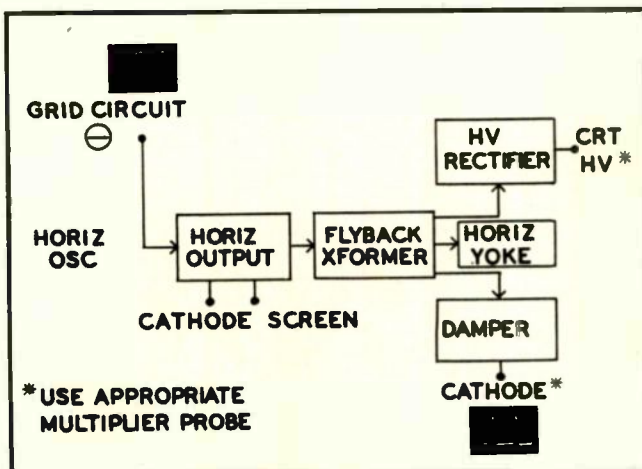 GRID CIRCUIT
HV
RECTIFIER
CRT
HV *
HORIZ
OSC
HORIZ
OUTPUT
FLYBACK
XFORMER
HORIZ
YOKE
CATHODE SCREEN
DAMPER
CATHODE *
* USE APPROPRIATE
MULTIPLIER PROBE